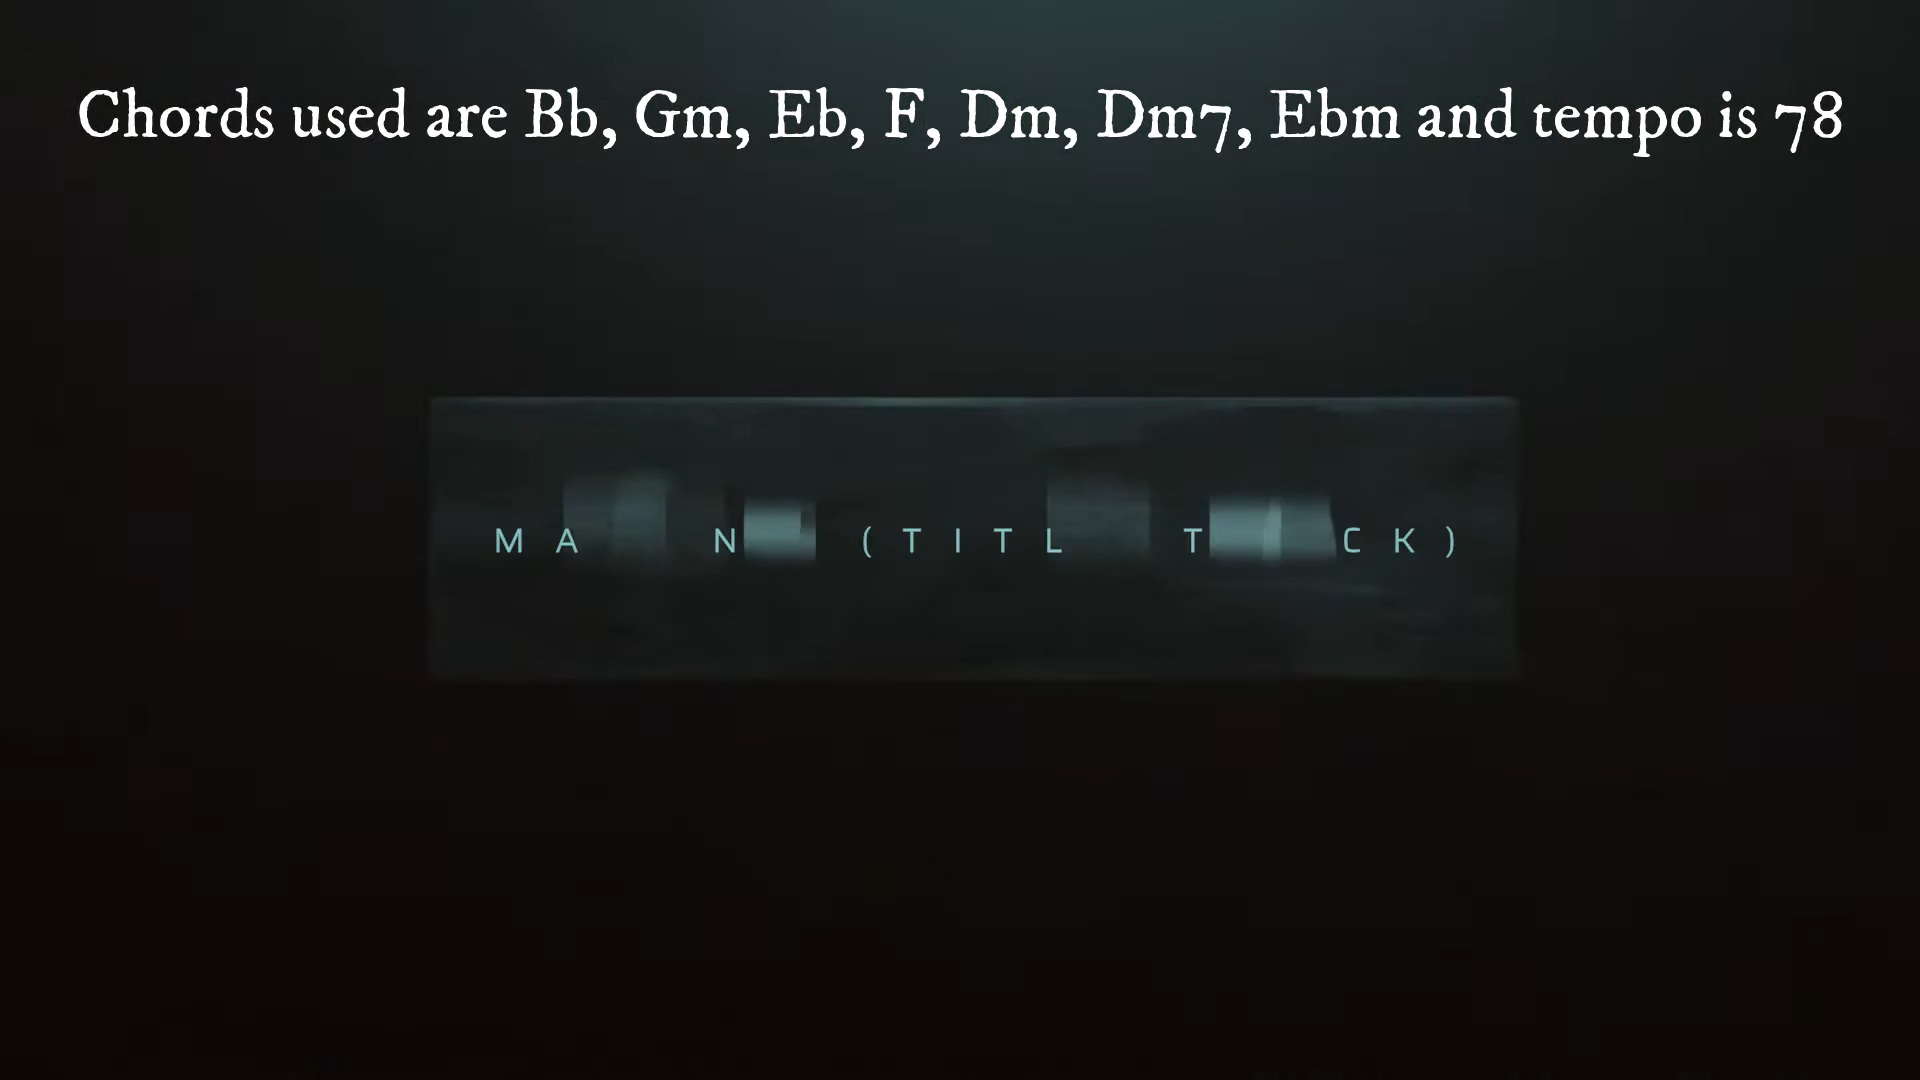 Chords used are Bb, Gm, Eb, F, Dm, Dm7, Ebm and tempo is 78
M A N (T I T L T C K)